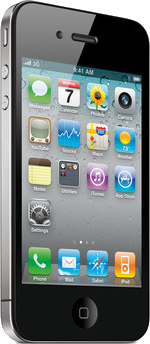 3G 9:41 AM
Messages Calendar Photos Camera
YouTube Stocks Maps Weather
Notes Utilities iTunes App Store
Settings
Phone Mail Safari iPod